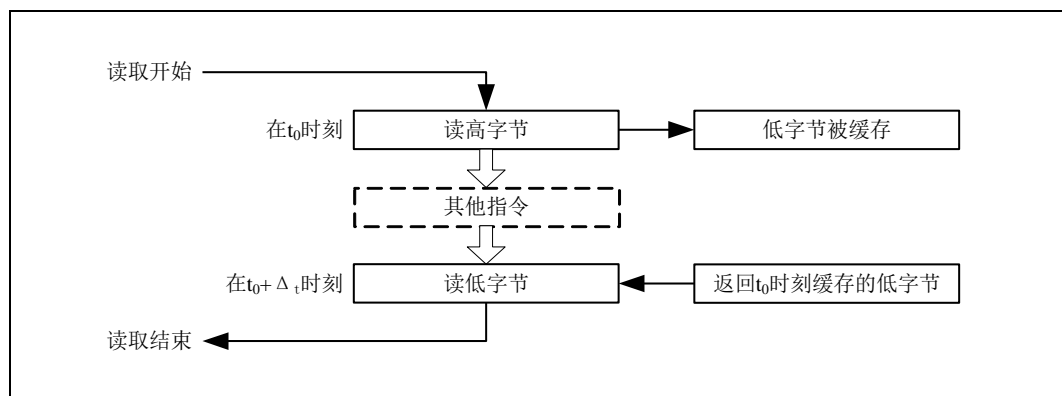 读取开始
在t₀时刻
读高字节
低字节被缓存
其他指令
在t₀+Δₜ时刻
读低字节
返回t₀时刻缓存的低字节
读取结束